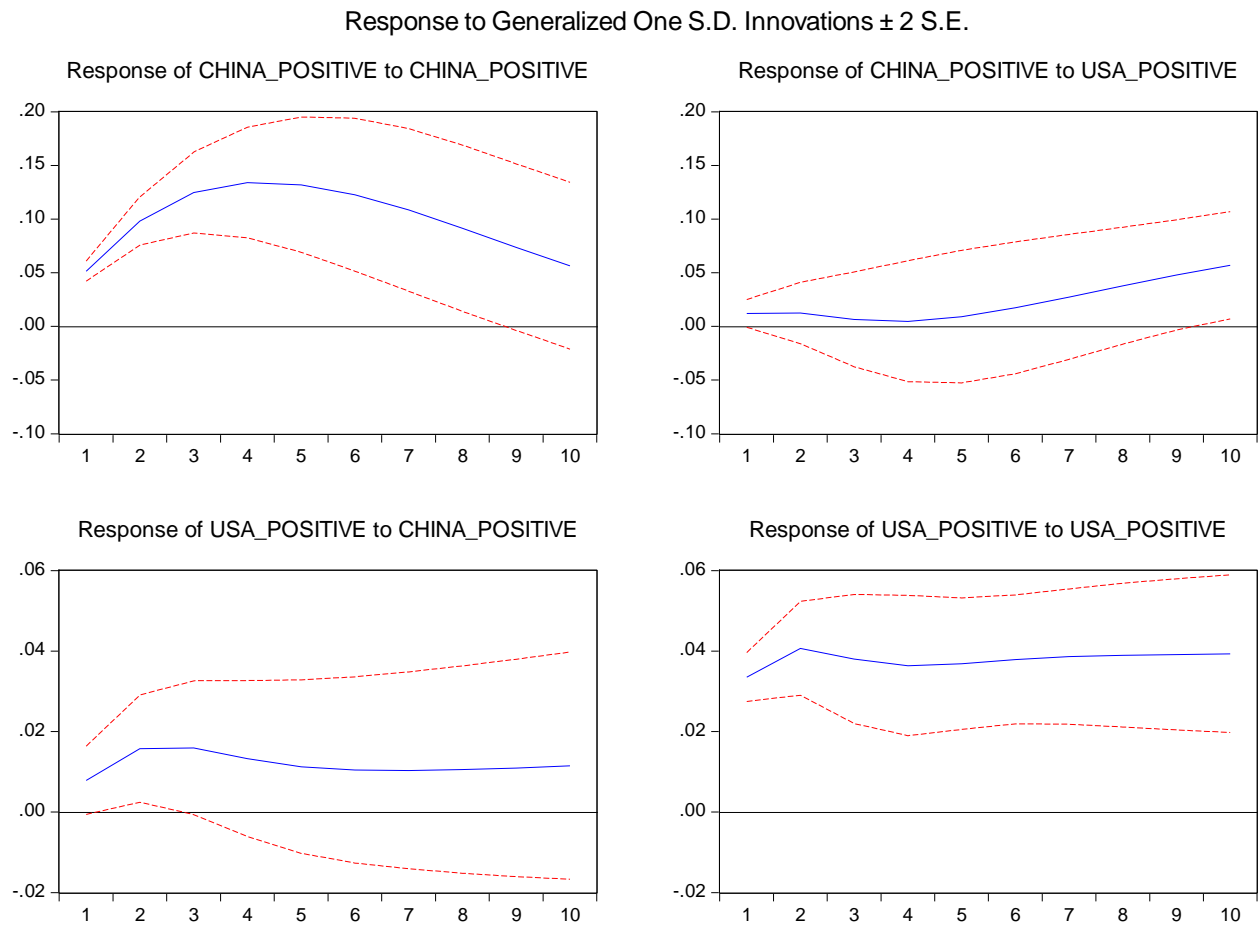 Response to Generalized One S.D. Innovations ± 2 S.E.
Response of CHINA_POSITIVE to CHINA_POSITIVE
.20
.15
.10
.05
.00
-.05
-.10
1 2 3 4 5 6 7 8 9 10
Response of CHINA_POSITIVE to USA_POSITIVE
.20
.15
.10
.05
.00
-.05
-.10
1 2 3 4 5 6 7 8 9 10
Response of USA_POSITIVE to CHINA_POSITIVE
.06
.04
.02
.00
-.02
1 2 3 4 5 6 7 8 9 10
Response of USA_POSITIVE to USA_POSITIVE
.06
.04
.02
.00
-.02
1 2 3 4 5 6 7 8 9 10